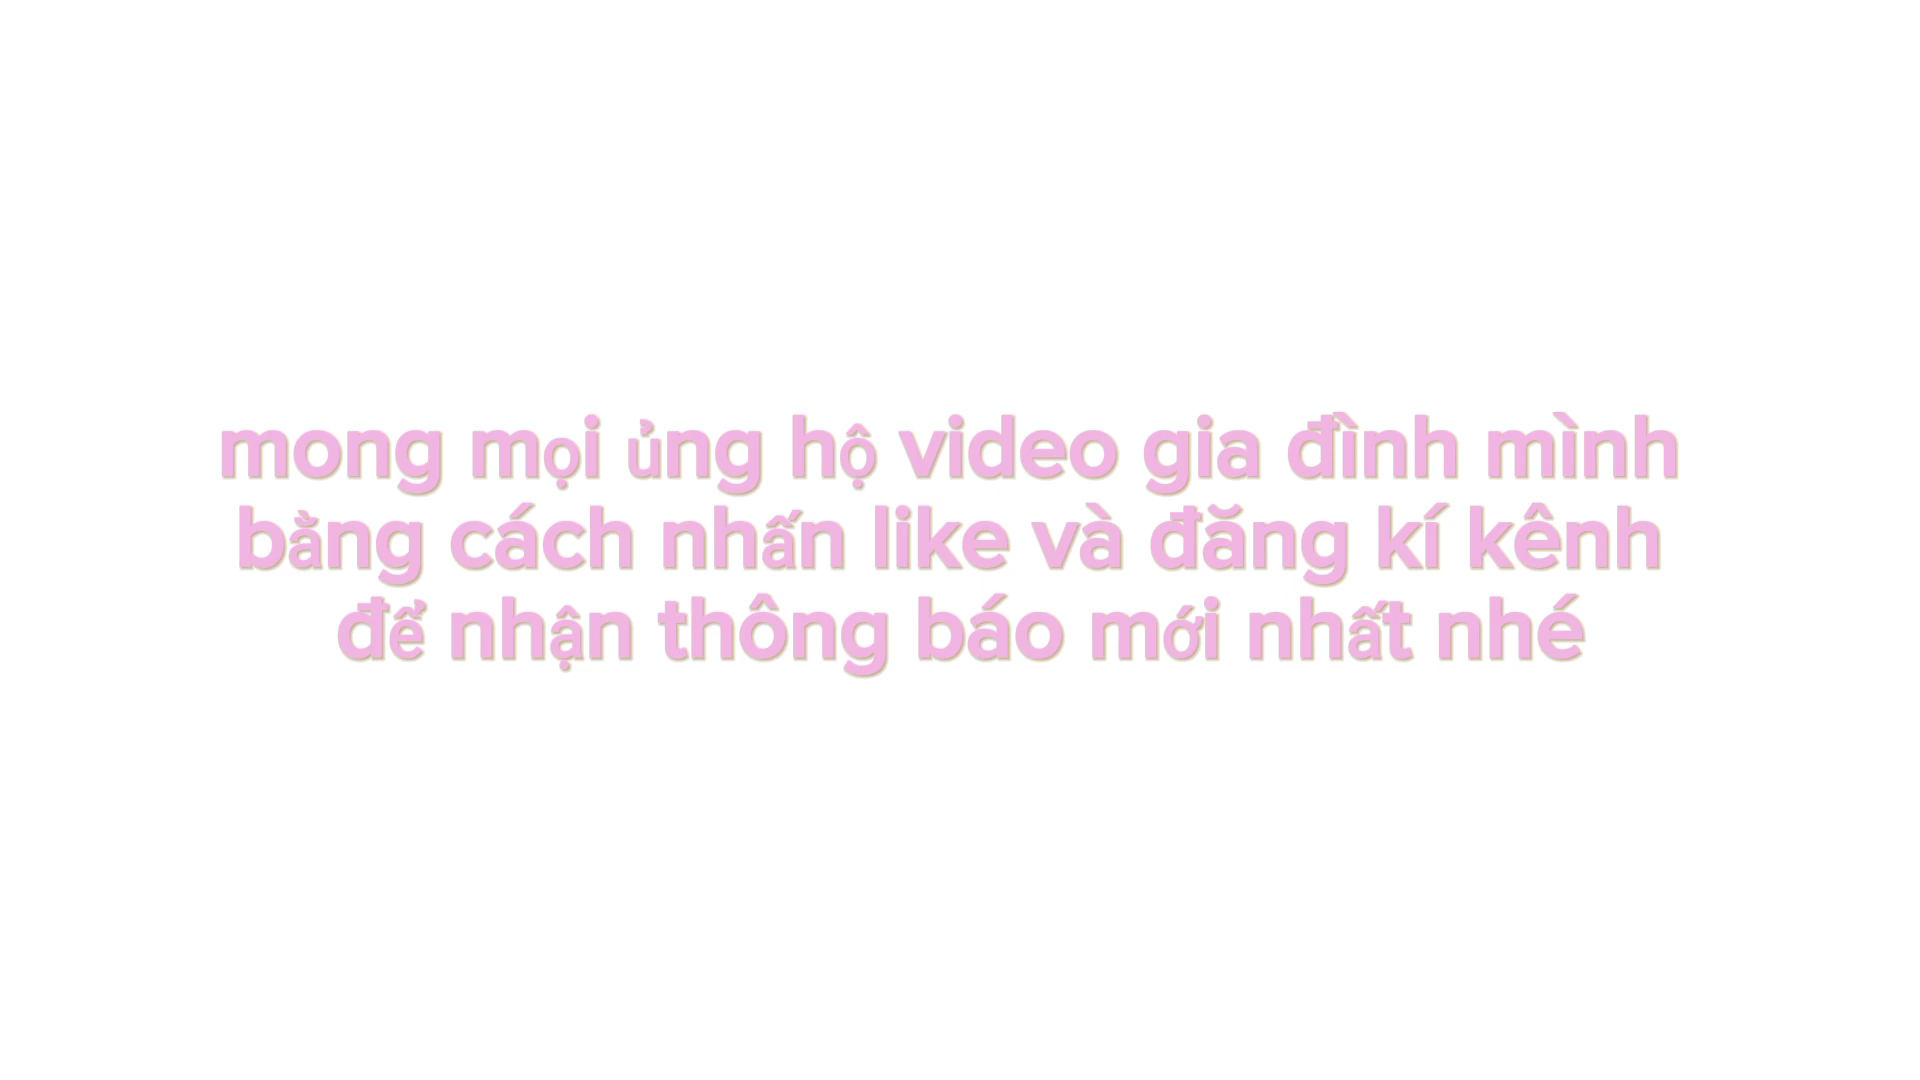 mong mọi ủng hộ video gia đình mình
bằng cách nhấn like và đăng kí kênh
để nhận thông báo mới nhất nhé